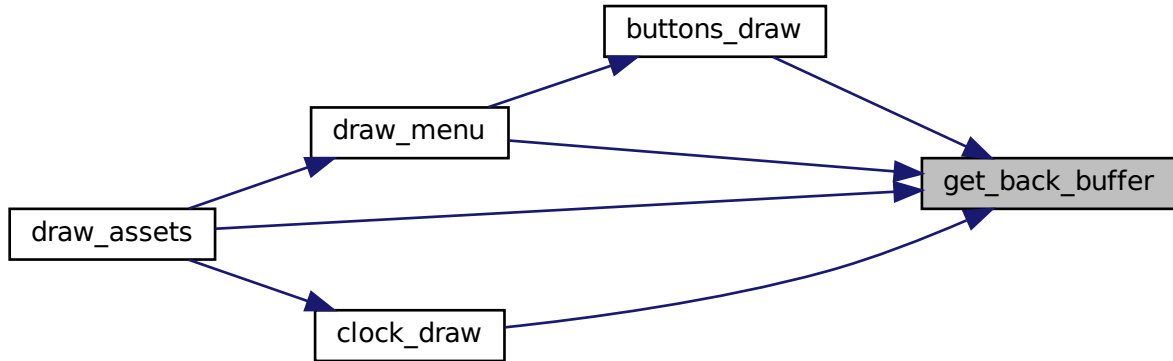 buttons_draw
draw_menu
get_back_buffer
draw_assets
clock_draw